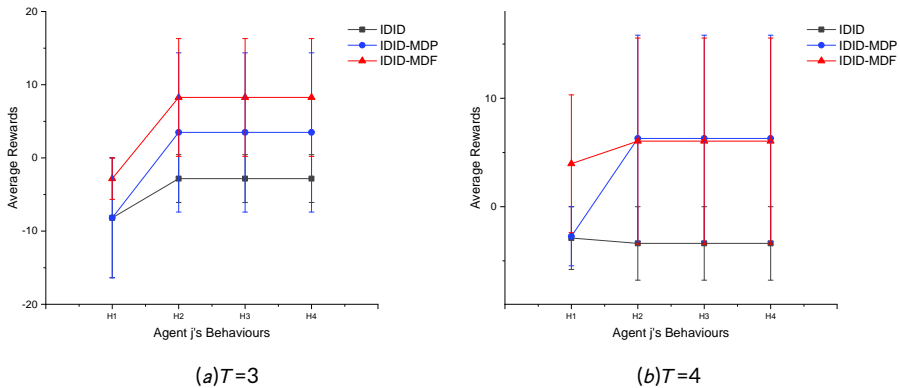 20
10
0
-10
-20
Average Rewards
H1 H2 H3 H4
Agent j's Behaviours
IDID
IDID-MDP
IDID-MDF
(a)T=3
10
0
Average Rewards
H1 H2 H3 H4
Agent j's Behaviours
IDID
IDID-MDP
IDID-MDF
(b)T=4